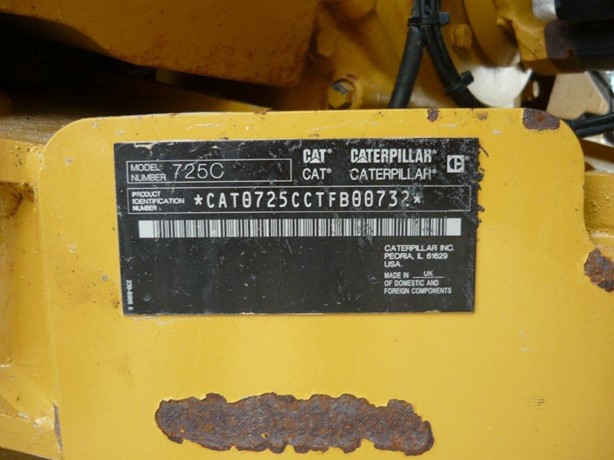 MODEL NUMBER 725C
CAT® CATERPILLAR®
CAT® CATERPILLAR®
PRODUCT IDENTIFICATION NUMBER *CAT0725CCTFB00732*
CATERPILLAR INC.
PEORIA, IL 61629
USA.
MADE IN UK
OF DOMESTIC AND
FOREIGN COMPONENTS